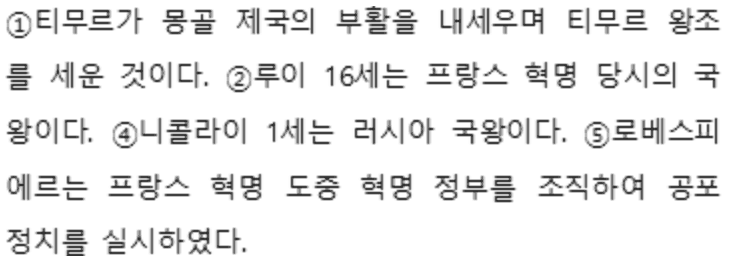 ①티무르가 몽골 제국의 부활을 내세우며 티무르 왕조
를 세운 것이다. ②루이 16세는 프랑스 혁명 당시의 국
왕이다. ④니콜라이 1세는 러시아 국왕이다. ⑤로베스피
에르는 프랑스 혁명 도중 혁명 정부를 조직하여 공포
정치를 실시하였다.